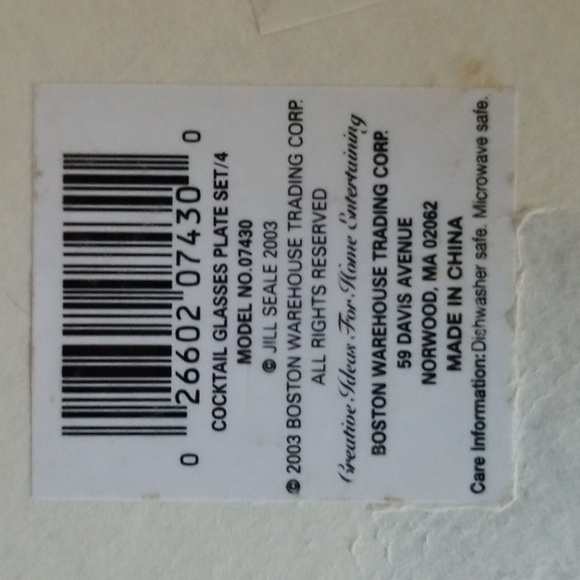 0 26602 07430 0
COCKTAIL GLASSES PLATE SET/4
MODEL NO.07430
© JILL SEALE 2003
© 2003 BOSTON WAREHOUSE TRADING CORP.
ALL RIGHTS RESERVED
Creative Ideas For Home Entertaining
BOSTON WAREHOUSE TRADING CORP.
59 DAVIS AVENUE
NORWOOD, MA 02062
MADE IN CHINA
Care Information:Dishwasher safe. Microwave safe.